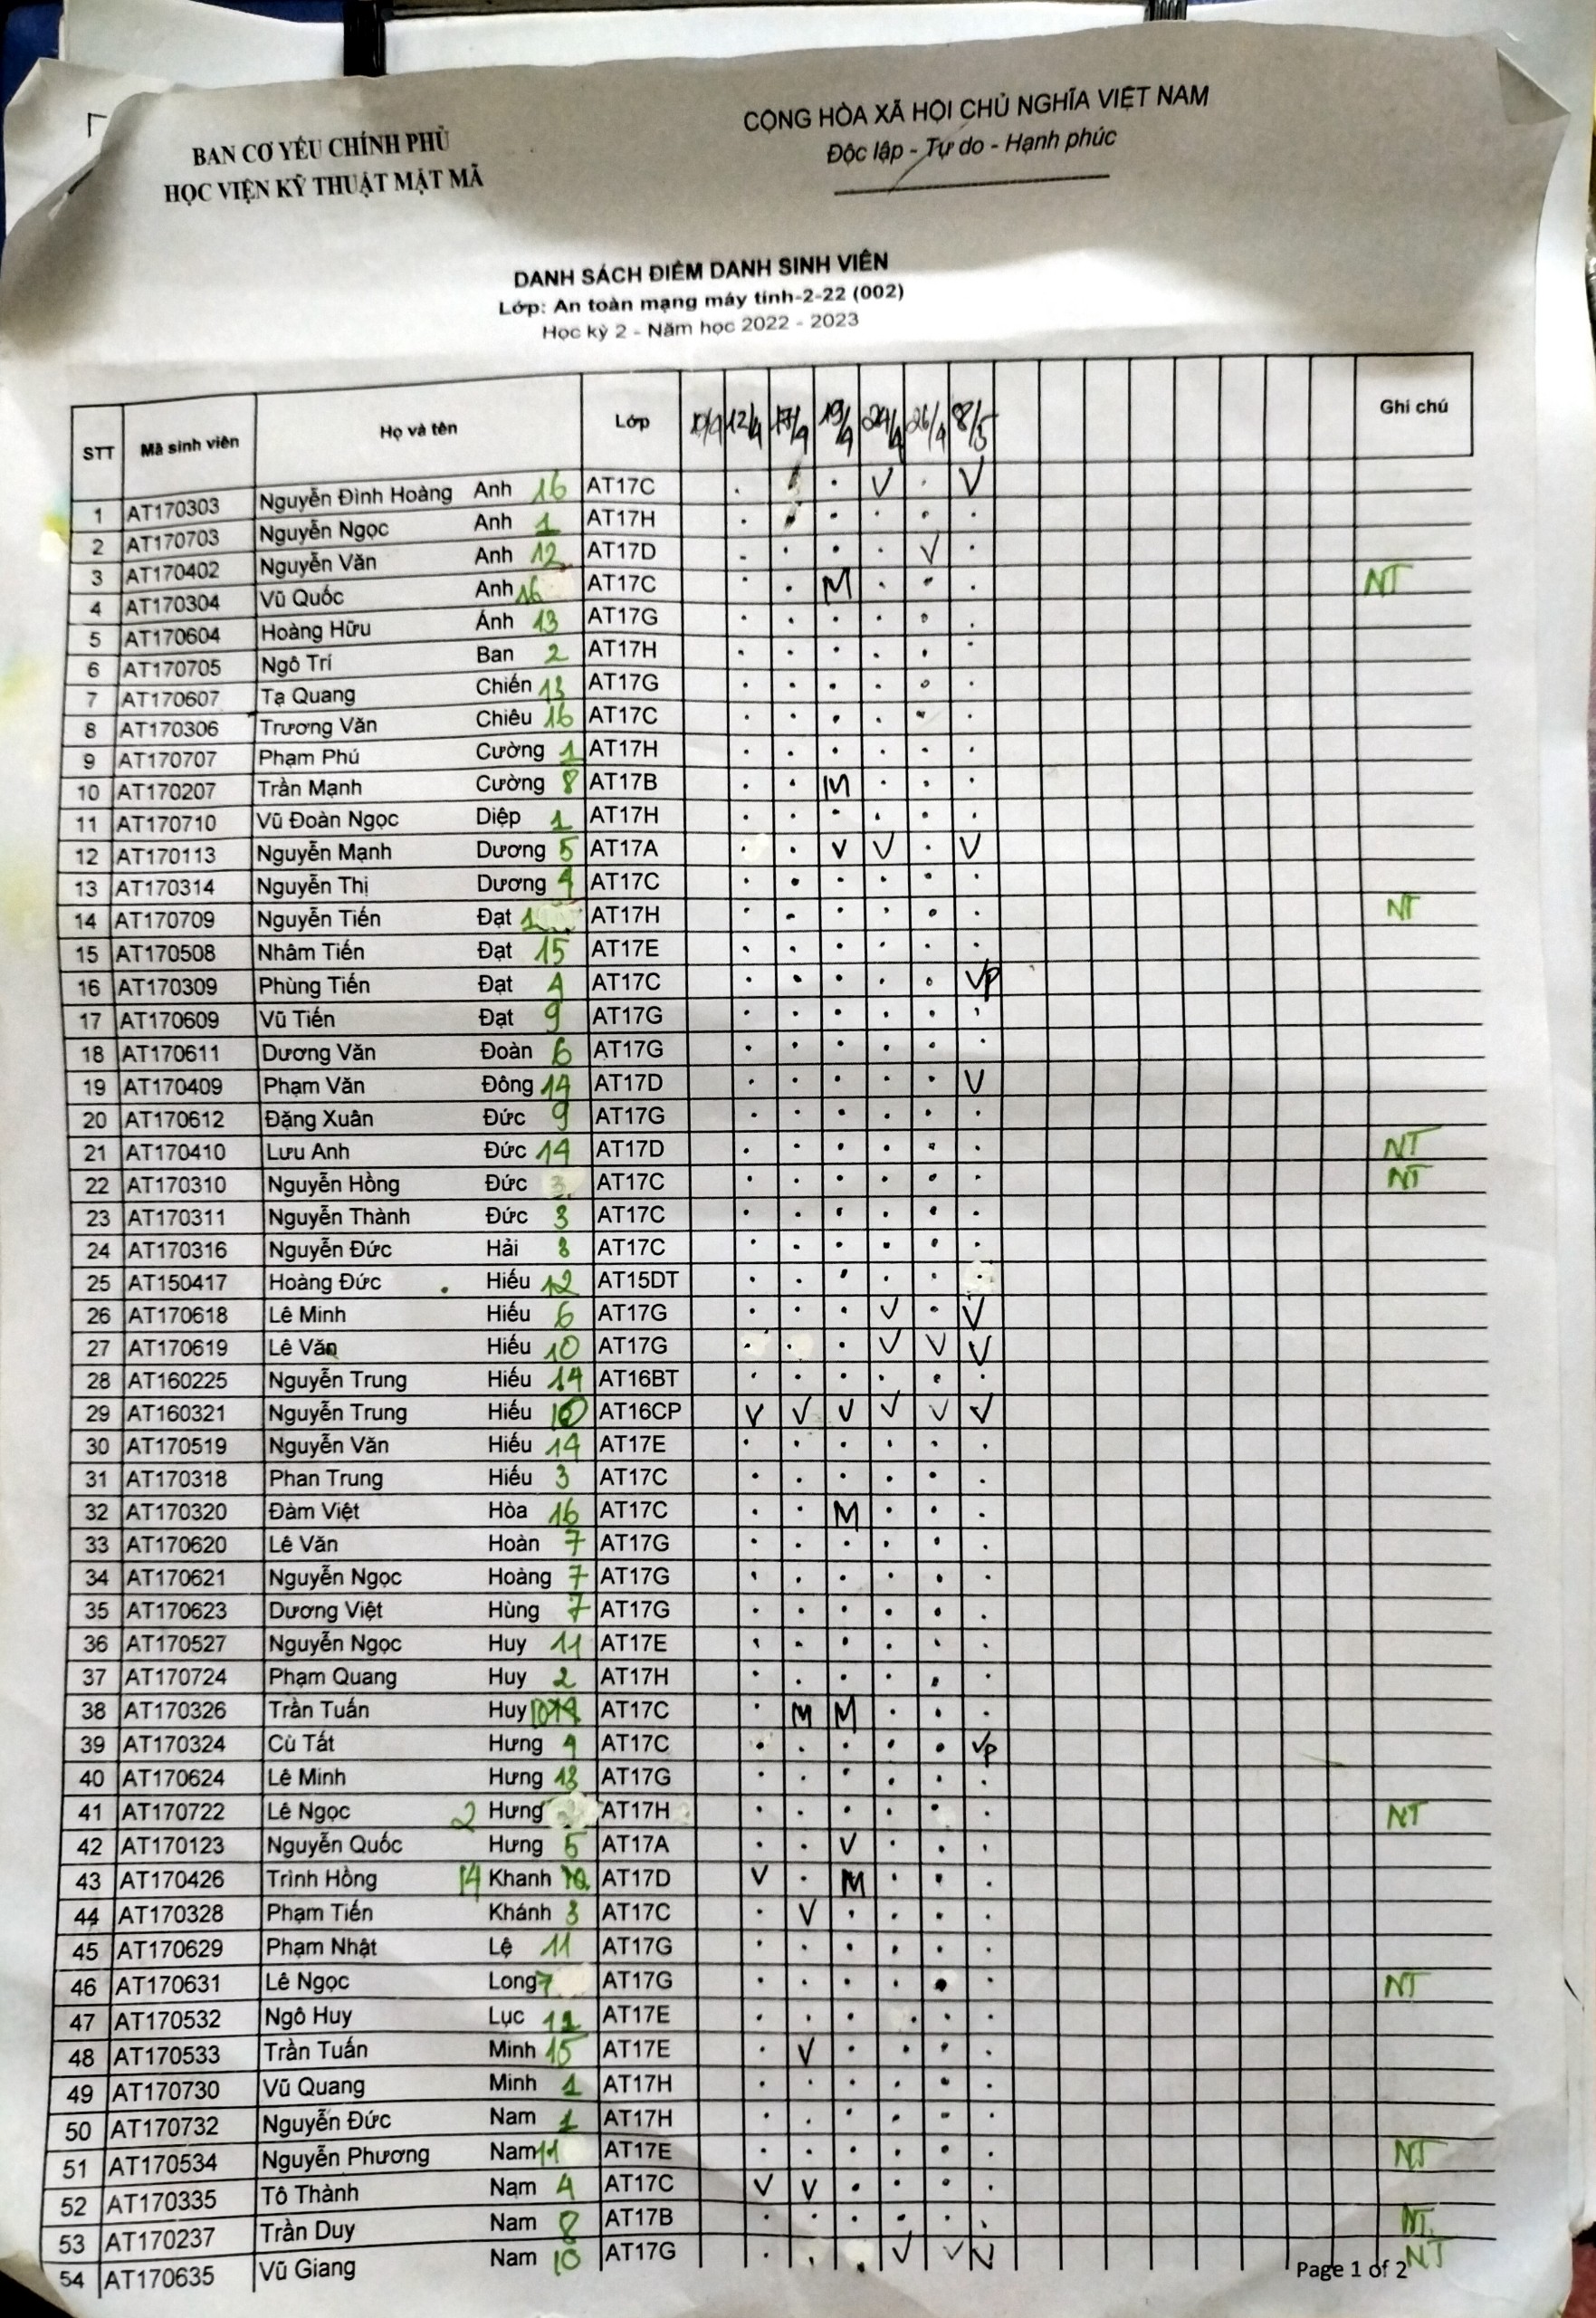 BAN CƠ YẾU CHÍNH PHỦ
HỌC VIỆN KỸ THUẬT MẬT MÃ
CỘNG HÒA XÃ HỘI CHỦ NGHĨA VIỆT NAM
Độc lập - Tự do - Hạnh phúc
DANH SÁCH ĐIỂM DANH SINH VIÊN
Lớp: An toàn mạng máy tính-2-22 (002)
Học kỳ 2 - Năm học 2022 - 2023
STT Mã sinh viên Họ và tên Lớp 12/4 17/4 19/4 24/4 26/4 8/5 Ghi chú
1 AT170303 Nguyễn Đình Hoàng Anh 16 AT17C V V
2 AT170703 Nguyễn Ngọc Anh 1 AT17H
3 AT170402 Nguyễn Văn Anh 12 AT17D V
4 AT170304 Vũ Quốc Anh 16 AT17C M NT
5 AT170604 Hoàng Hữu Ánh 13 AT17G
6 AT170705 Ngô Trí Ban 2 AT17H
7 AT170607 Tạ Quang Chiến 13 AT17G
8 AT170306 Trương Văn Chiêu 16 AT17C
9 AT170707 Phạm Phú Cường 1 AT17H
10 AT170207 Trần Mạnh Cường 8 AT17B M
11 AT170710 Vũ Đoàn Ngọc Diệp 1 AT17H
12 AT170113 Nguyễn Mạnh Dương 5 AT17A V V V
13 AT170314 Nguyễn Thị Dương 4 AT17C
14 AT170709 Nguyễn Tiến Đạt 1 AT17H NT
15 AT170508 Nhâm Tiến Đạt 15 AT17E
16 AT170309 Phùng Tiến Đạt 4 AT17C Vp
17 AT170609 Vũ Tiến Đạt 9 AT17G
18 AT170611 Dương Văn Đoàn 6 AT17G
19 AT170409 Phạm Văn Đông 14 AT17D V
20 AT170612 Đặng Xuân Đức 9 AT17G
21 AT170410 Lưu Anh Đức 14 AT17D NT
22 AT170310 Nguyễn Hồng Đức 3 AT17C NT
23 AT170311 Nguyễn Thành Đức 3 AT17C
24 AT170316 Nguyễn Đức Hải 8 AT17C
25 AT150417 Hoàng Đức Hiếu 12 AT15DT
26 AT170618 Lê Minh Hiếu 6 AT17G V V
27 AT170619 Lê Văn Hiếu 10 AT17G V V V
28 AT160225 Nguyễn Trung Hiếu 14 AT16BT
29 AT160321 Nguyễn Trung Hiếu 10 AT16CP V V V V V V
30 AT170519 Nguyễn Văn Hiếu 14 AT17E
31 AT170318 Phan Trung Hiếu 3 AT17C
32 AT170320 Đàm Việt Hòa 16 AT17C M
33 AT170620 Lê Văn Hoàn 7 AT17G
34 AT170621 Nguyễn Ngọc Hoàng 7 AT17G
35 AT170623 Dương Việt Hùng 7 AT17G
36 AT170527 Nguyễn Ngọc Huy 11 AT17E
37 AT170724 Phạm Quang Huy 2 AT17H
38 AT170326 Trần Tuấn Huy AT17C M M
39 AT170324 Cù Tất Hưng 4 AT17C Vp
40 AT170624 Lê Minh Hưng 13 AT17G
41 AT170722 Lê Ngọc 2 Hưng AT17H NT
42 AT170123 Nguyễn Quốc Hưng 5 AT17A V
43 AT170426 Trịnh Hồng 14 Khanh AT17D V M
44 AT170328 Phạm Tiến Khánh 3 AT17C V
45 AT170629 Phạm Nhật Lệ 11 AT17G
46 AT170631 Lê Ngọc Long 7 AT17G NT
47 AT170532 Ngô Huy Lục AT17E
48 AT170533 Trần Tuấn Minh 15 AT17E V
49 AT170730 Vũ Quang Minh 1 AT17H
50 AT170732 Nguyễn Đức Nam 1 AT17H
51 AT170534 Nguyễn Phương Nam 11 AT17E NT
52 AT170335 Tô Thành Nam 4 AT17C V V
53 AT170237 Trần Duy Nam 8 AT17B NT
54 AT170635 Vũ Giang Nam 10 AT17G V V V NT
Page 1 of 2